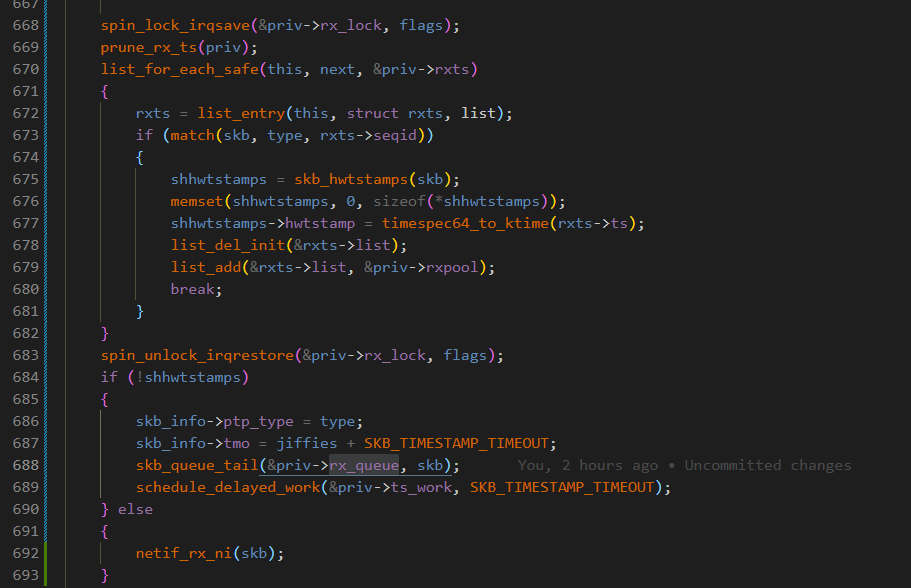 667
668 spin_lock_irqsave(&priv->rx_lock, flags);
669 prune_rx_ts(priv);
670 list_for_each_safe(this, next, &priv->rxts)
671 {
672 rxts = list_entry(this, struct rxts, list);
673 if (match(skb, type, rxts->seqid))
674 {
675 shhwtstamps = skb_hwtstamps(skb);
676 memset(shhwtstamps, 0, sizeof(*shhwtstamps));
677 shhwtstamps->hwtstamp = timespec64_to_ktime(rxts->ts);
678 list_del_init(&rxts->list);
679 list_add(&rxts->list, &priv->rxpool);
680 break;
681 }
682 }
683 spin_unlock_irqrestore(&priv->rx_lock, flags);
684 if (!shhwtstamps)
685 {
686 skb_info->ptp_type = type;
687 skb_info->tmo = jiffies + SKB_TIMESTAMP_TIMEOUT;
688 skb_queue_tail(&priv->rx_queue, skb); You, 2 hours ago • Uncommitted changes
689 schedule_delayed_work(&priv->ts_work, SKB_TIMESTAMP_TIMEOUT);
690 } else
691 {
692 netif_rx_ni(skb);
693 }